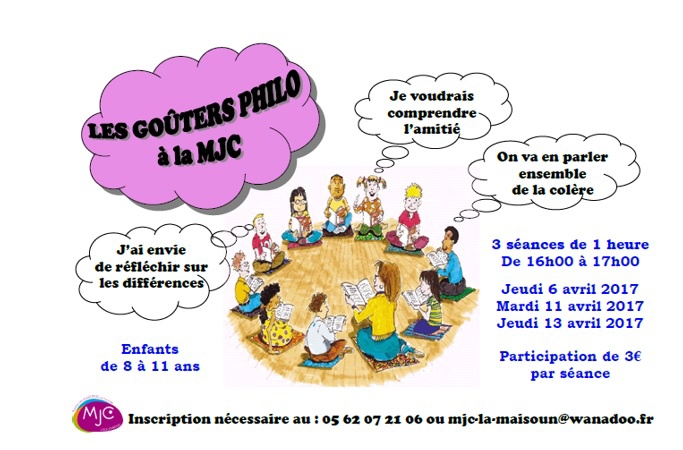 LES GOÛTERS PHILO
à la MJC
Je voudrais
comprendre
l'amitié
On va en parler
ensemble
de la colère
J'ai envie
de réfléchir sur
les différences
3 séances de 1 heure
De 16h00 à 17h00
Jeudi 6 avril 2017
Mardi 11 avril 2017
Jeudi 13 avril 2017
Enfants
de 8 à 11 ans
Participation de 3€
par séance
MJC
Inscription nécessaire au : 05 62 07 21 06 ou mjc-la-maisoun@wanadoo.fr